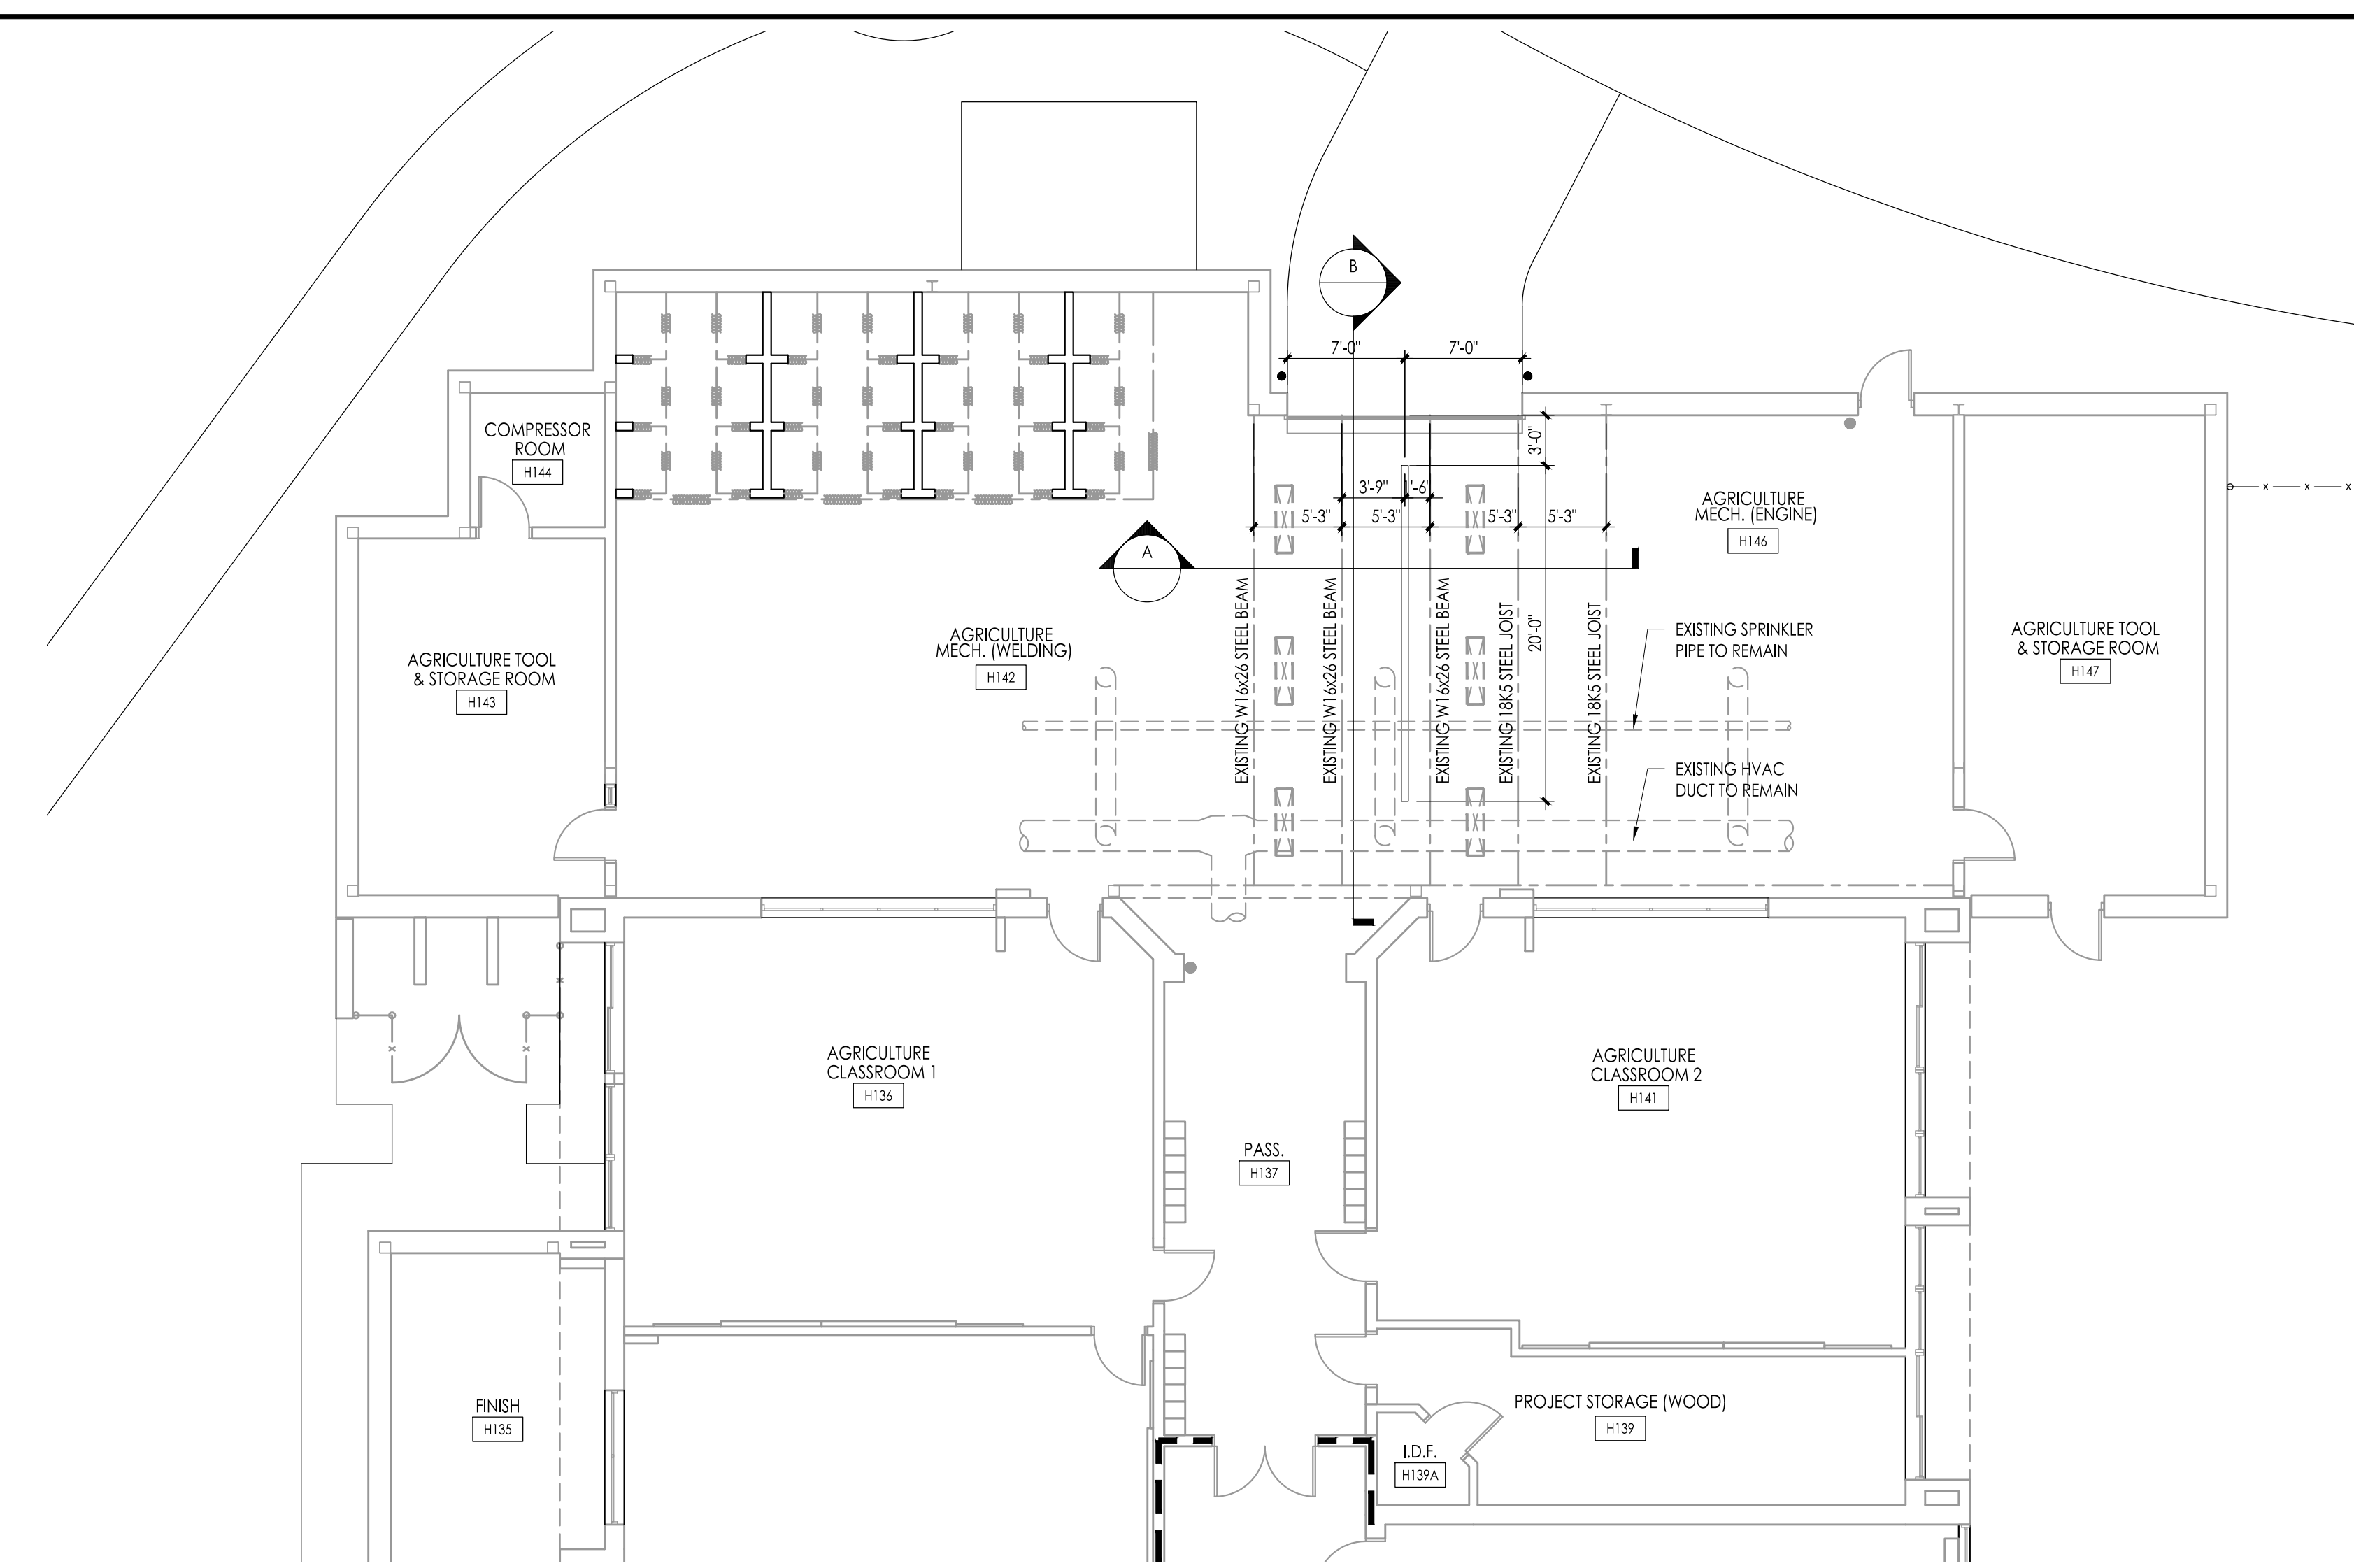 B
7'-0"
7'-0"
COMPRESSOR
ROOM
H144
3'-0"
3'-9"
1'-6"
5'-3"
5'-3"
5'-3"
5'-3"
AGRICULTURE
MECH. (ENGINE)
H146
x
x
x
A
EXISTING W16x26 STEEL BEAM
EXISTING W16x26 STEEL BEAM
EXISTING W16x26 STEEL BEAM
EXISTING 18K5 STEEL JOIST
20'-0"
EXISTING 18K5 STEEL JOIST
AGRICULTURE
MECH. (WELDING)
H142
EXISTING SPRINKLER
PIPE TO REMAIN
AGRICULTURE TOOL
& STORAGE ROOM
H147
AGRICULTURE TOOL
& STORAGE ROOM
H143
EXISTING HVAC
DUCT TO REMAIN
x
x
x
AGRICULTURE
CLASSROOM 1
H136
AGRICULTURE
CLASSROOM 2
H141
PASS.
H137
FINISH
H135
PROJECT STORAGE (WOOD)
H139
I.D.F.
H139A